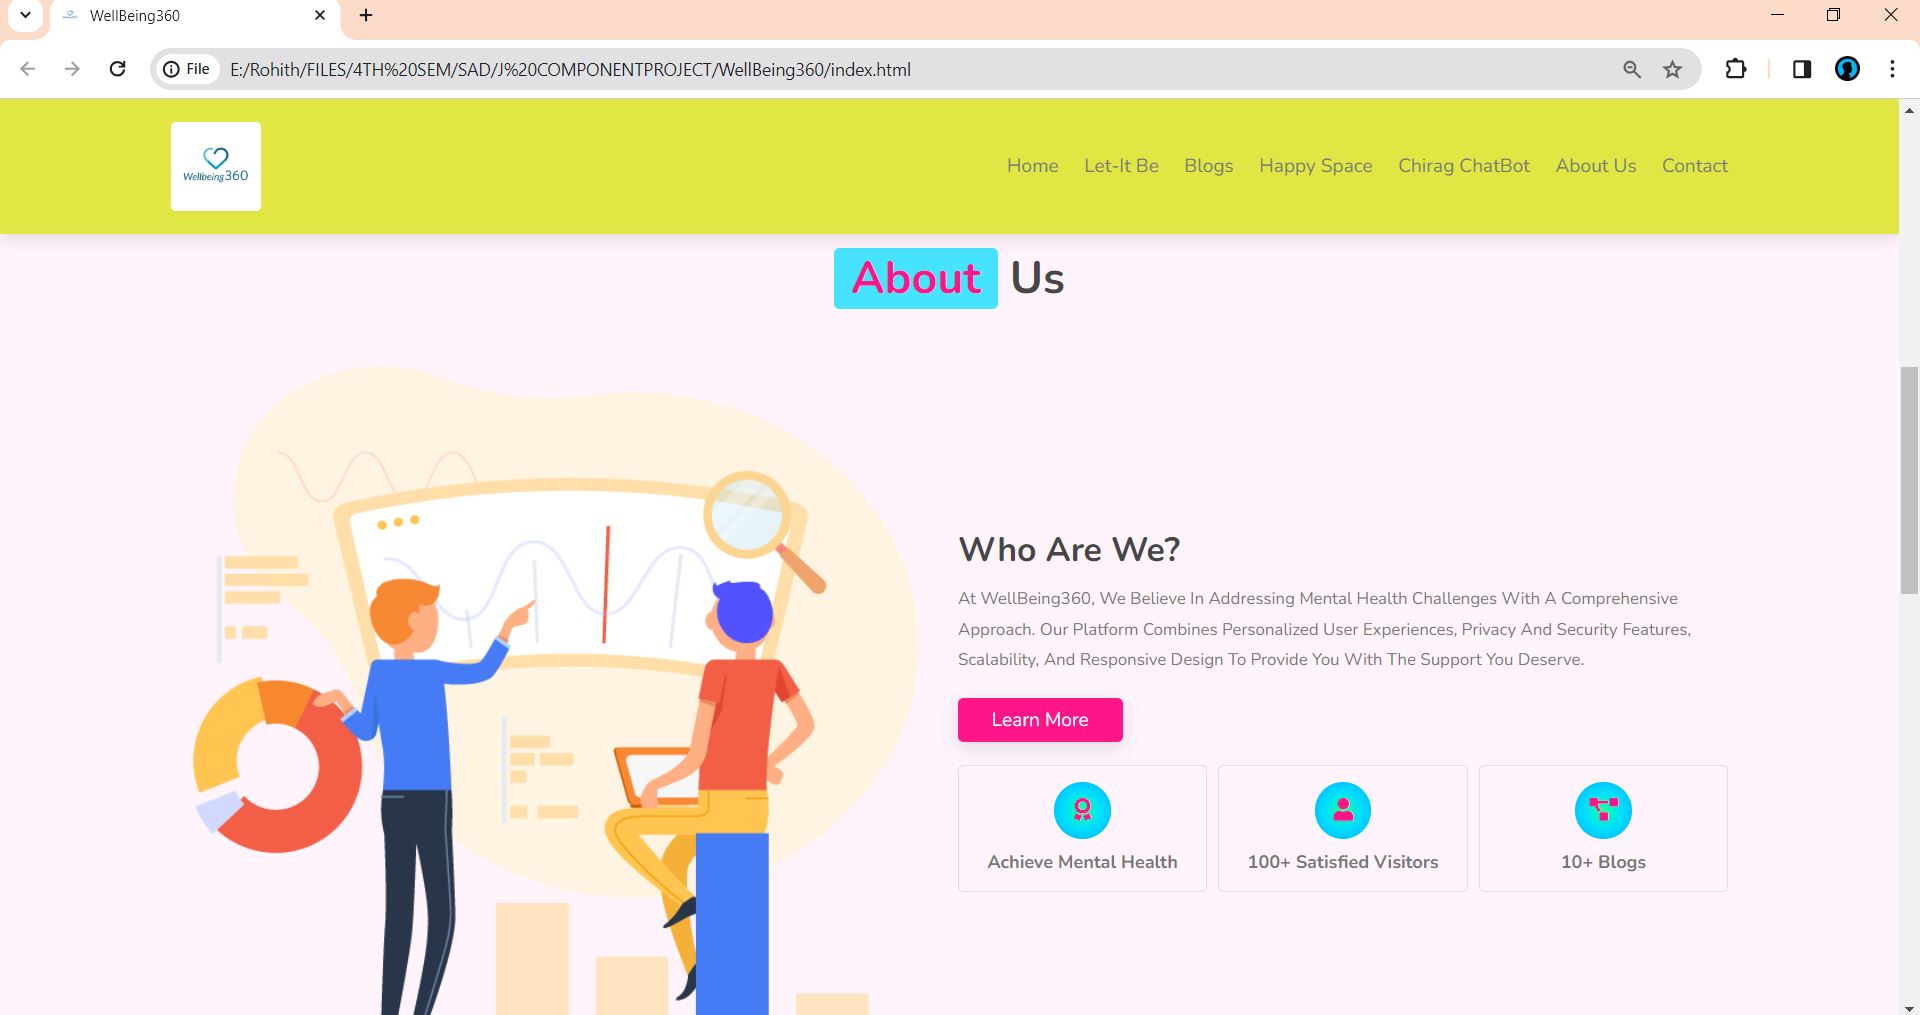 WellBeing360
File
E:/Rohith/FILES/4TH%20SEM/SAD/J%20COMPONENTPROJECT/WellBeing360/index.html
Wellbeing360
Home Let-It Be Blogs Happy Space Chirag ChatBot About Us Contact
About Us
Who Are We?
At WellBeing360, We Believe In Addressing Mental Health Challenges With A Comprehensive
Approach. Our Platform Combines Personalized User Experiences, Privacy And Security Features,
Scalability, And Responsive Design To Provide You With The Support You Deserve.
Learn More
Achieve Mental Health
100+ Satisfied Visitors
10+ Blogs